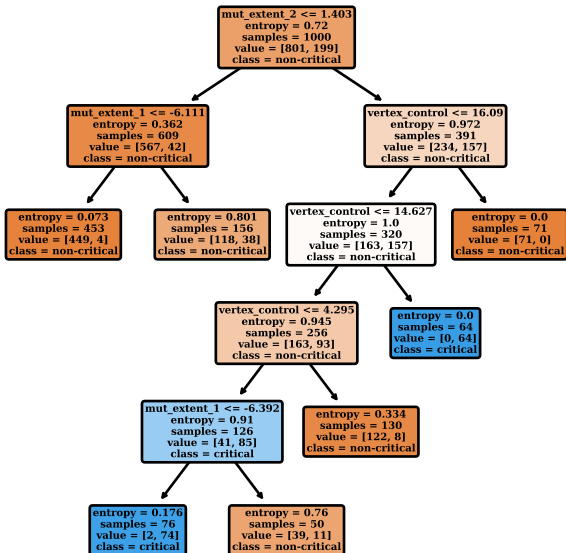 mut_extent_2 <= 1.403
entropy = 0.72
samples = 1000
value = [801, 199]
class = non-critical
mut_extent_1 <= -6.111
entropy = 0.362
samples = 609
value = [567, 42]
class = non-critical
vertex_control <= 16.09
entropy = 0.972
samples = 391
value = [234, 157]
class = non-critical
entropy = 0.073
samples = 453
value = [449, 4]
class = non-critical
entropy = 0.801
samples = 156
value = [118, 38]
class = non-critical
vertex_control <= 14.627
entropy = 1.0
samples = 320
value = [163, 157]
class = non-critical
entropy = 0.0
samples = 71
value = [71, 0]
class = non-critical
vertex_control <= 4.295
entropy = 0.945
samples = 256
value = [163, 93]
class = non-critical
entropy = 0.0
samples = 64
value = [0, 64]
class = critical
mut_extent_1 <= -6.392
entropy = 0.91
samples = 126
value = [41, 85]
class = critical
entropy = 0.334
samples = 130
value = [122, 8]
class = non-critical
entropy = 0.176
samples = 76
value = [2, 74]
class = critical
entropy = 0.76
samples = 50
value = [39, 11]
class = non-critical